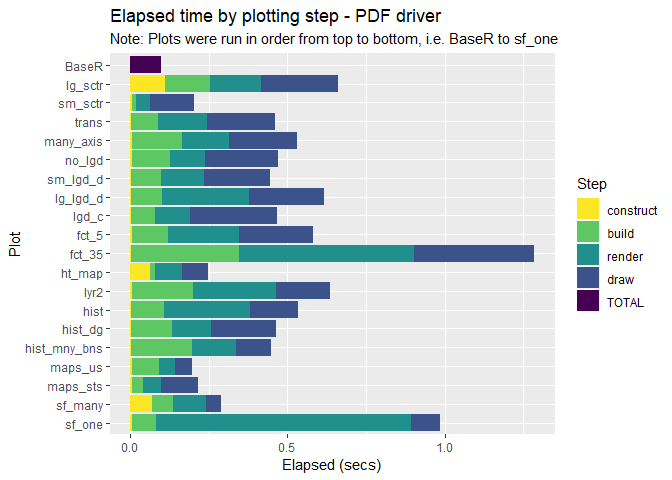 Elapsed time by plotting step - PDF driver
Note: Plots were run in order from top to bottom, i.e. BaseR to sf_one
BaseR
lg_sctr
sm_sctr
trans
many_axis
no_lgd
sm_lgd_d
lg_lgd_d
lgd_c
fct_5
fct_35
ht_map
lyr2
hist
hist_dg
hist_mny_bns
maps_us
maps_sts
sf_many
sf_one
Plot
0.0 0.5 1.0
Elapsed (secs)
Step
construct
build
render
draw
TOTAL